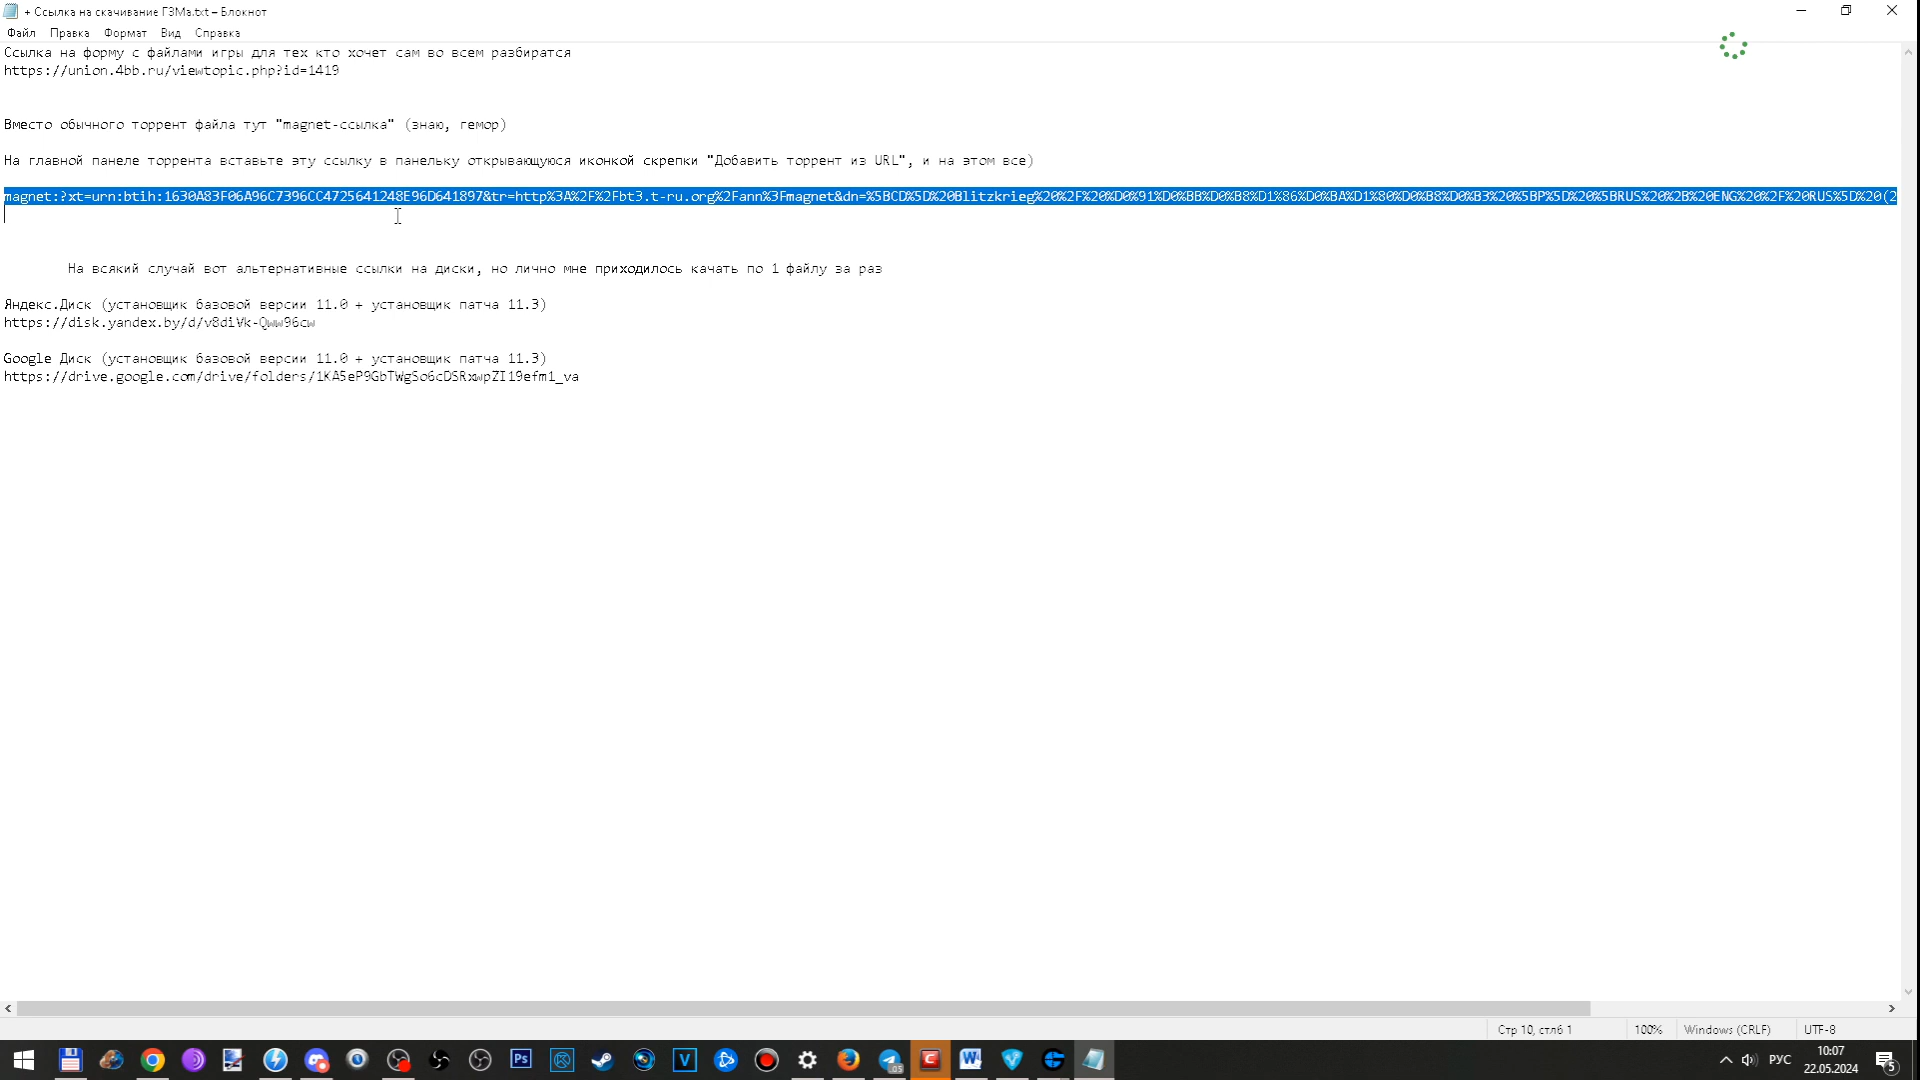 + Ссылка на скачивание ГЗМа.txt – Блокнот
Файл Правка Формат Вид Справка
Ссылка на форму с файлами игры для тех кто хочет сам во всем разбиратся
https://union.4bb.ru/viewtopic.php?id=1419
Вместо обычного торрент файла тут "magnet-ссылка" (знаю, гемор)
На главной панеле торрента вставьте эту ссылку в панельку открывающуюся иконкой скрепки "Добавить торрент из URL", и на этом все)
magnet:?xt=urn:btih:1630A83F06A96C7396CC4725641248E96D641897&tr=http%3A%2F%2Fbt3.t-ru.org%2Fann%3Fmagnet&dn=%5BCD%5D%20Blitzkrieg%20%2F%20%D0%91%D0%BB%D0%B8%D1%86%D0%BA%D1%80%D0%B8%D0%B3%20%5BP%5D%20%5BRUS%20%2B%20ENG%20%2F%20RUS%5D%20(2
На всякий случай вот альтернативные ссылки на диски, но лично мне приходилось качать по 1 файлу за раз
Яндекс.Диск (установщик базовой версии 11.0 + установщик патча 11.3)
https://disk.yandex.by/d/v8diVk-Qww96cw
Google Диск (установщик базовой версии 11.0 + установщик патча 11.3)
https://drive.google.com/drive/folders/1KA5eP9GbTWgSo6cDSRxwpZI19efm1_va
Стр 10, стлб 1 100% Windows (CRLF) UTF-8
Ps V C W 05
РУС 10:07
22.05.2024 5